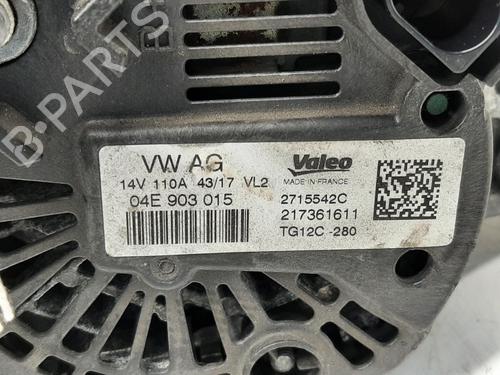 B-PARTS
VW AG
Valeo
14V 110A 43/17 VL2
MADE IN FRANCE
04E 903 015
2715542C
217361611
TG12C -280